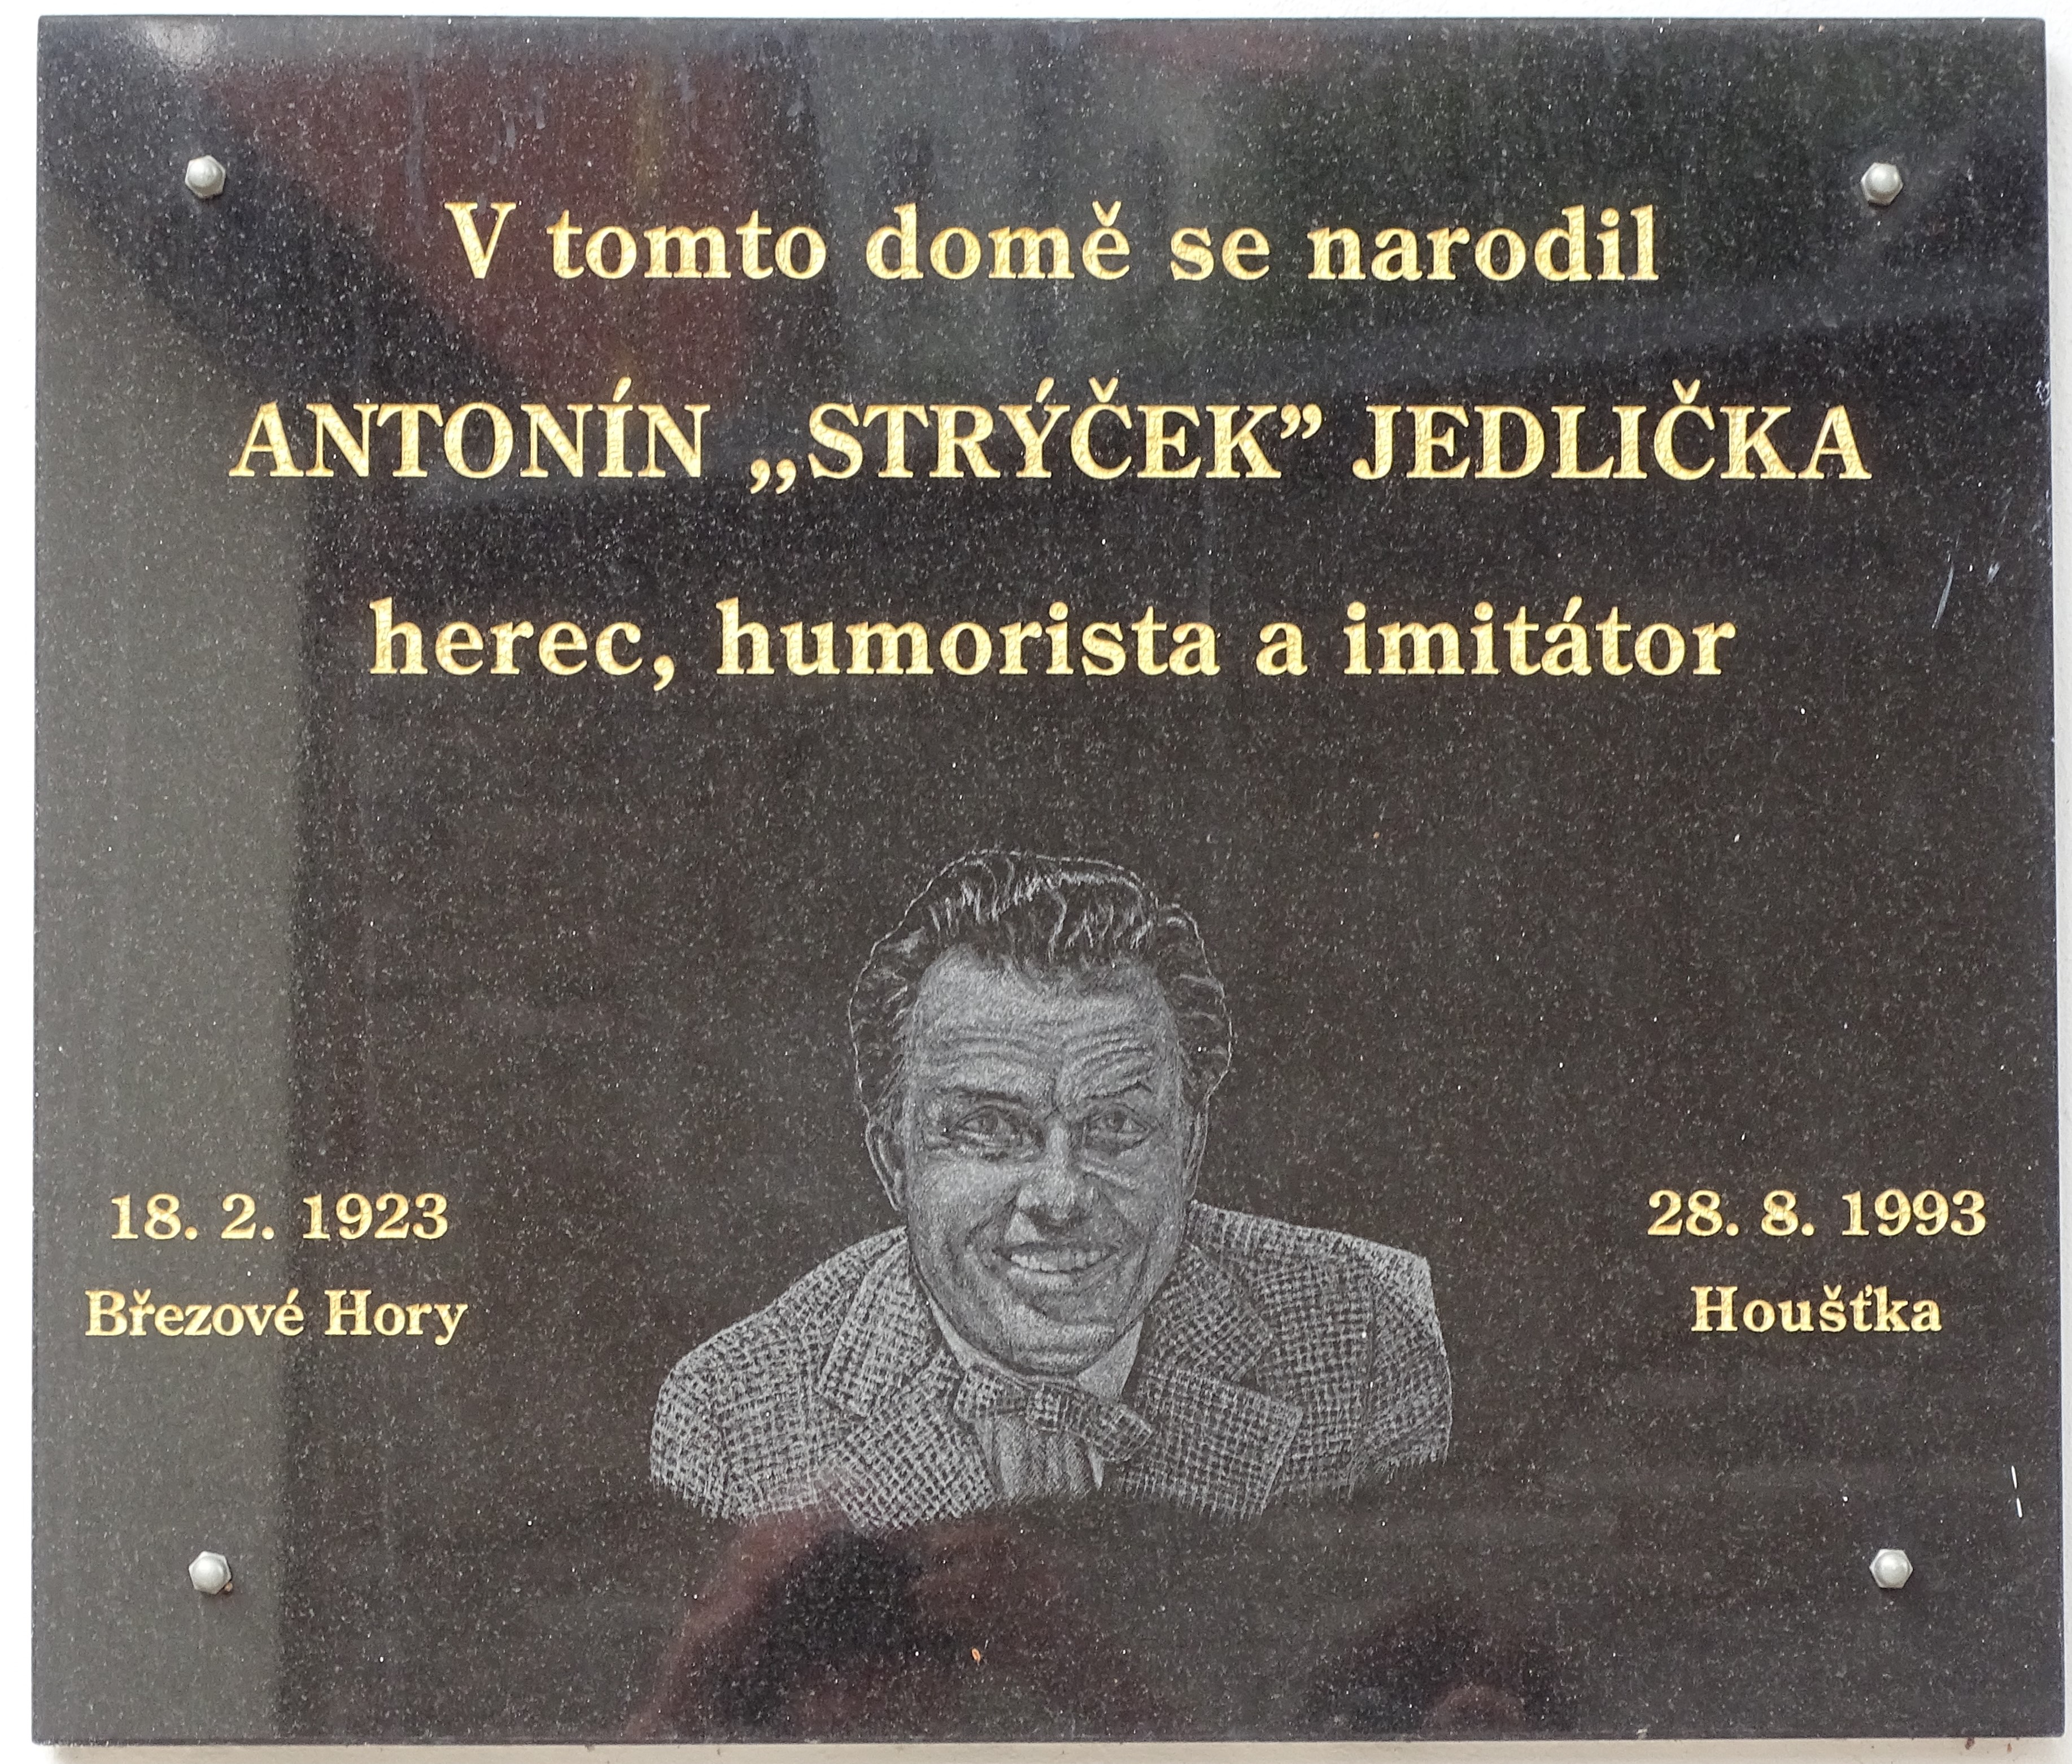 V tomto domě se narodil
ANTONÍN „STRÝČEK” JEDLIČKA
herec, humorista a imitátor
18. 2. 1923
Březové Hory
28. 8. 1993
Houšťka